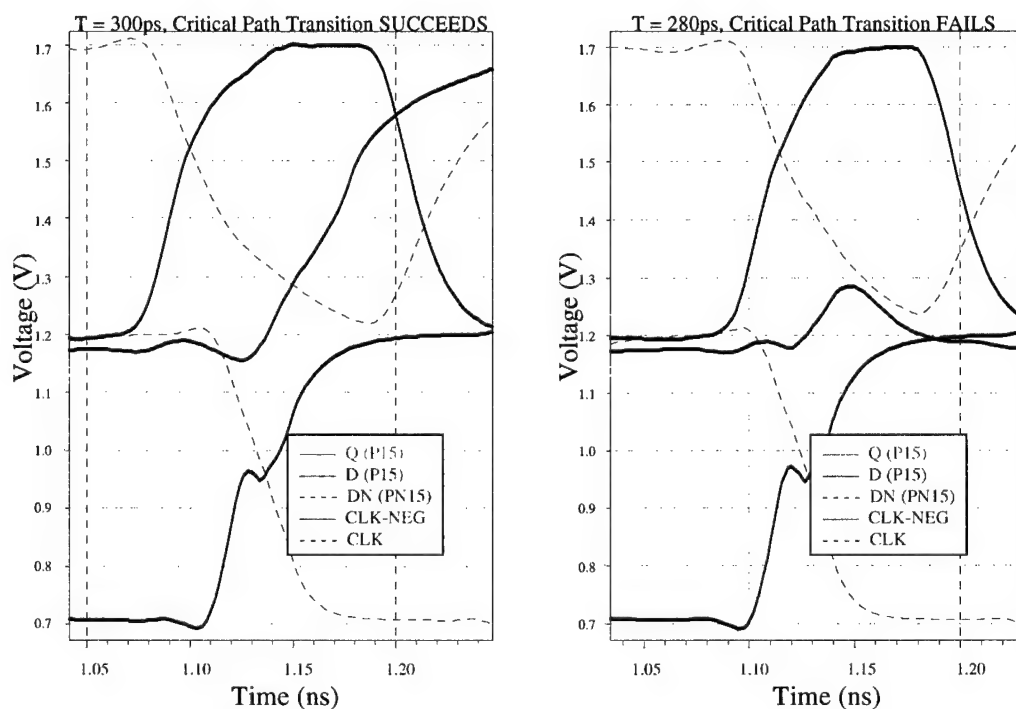 T = 300ps, Critical Path Transition SUCCEEDS
1.7
1.6
1.5
1.4
1.3
1.2
1.1
1.0
0.9
0.8
0.7
Voltage (V)
Q (P15)
D (P15)
DN (PN15)
CLK-NEG
CLK
1.05
1.10
1.15
1.20
Time (ns)
T = 280ps, Critical Path Transition FAILS
1.7
1.6
1.5
1.4
1.3
1.2
1.1
1.0
0.9
0.8
0.7
Voltage (V)
Q (P15)
D (P15)
DN (PN15)
CLK-NEG
CLK
1.05
1.10
1.15
1.20
Time (ns)